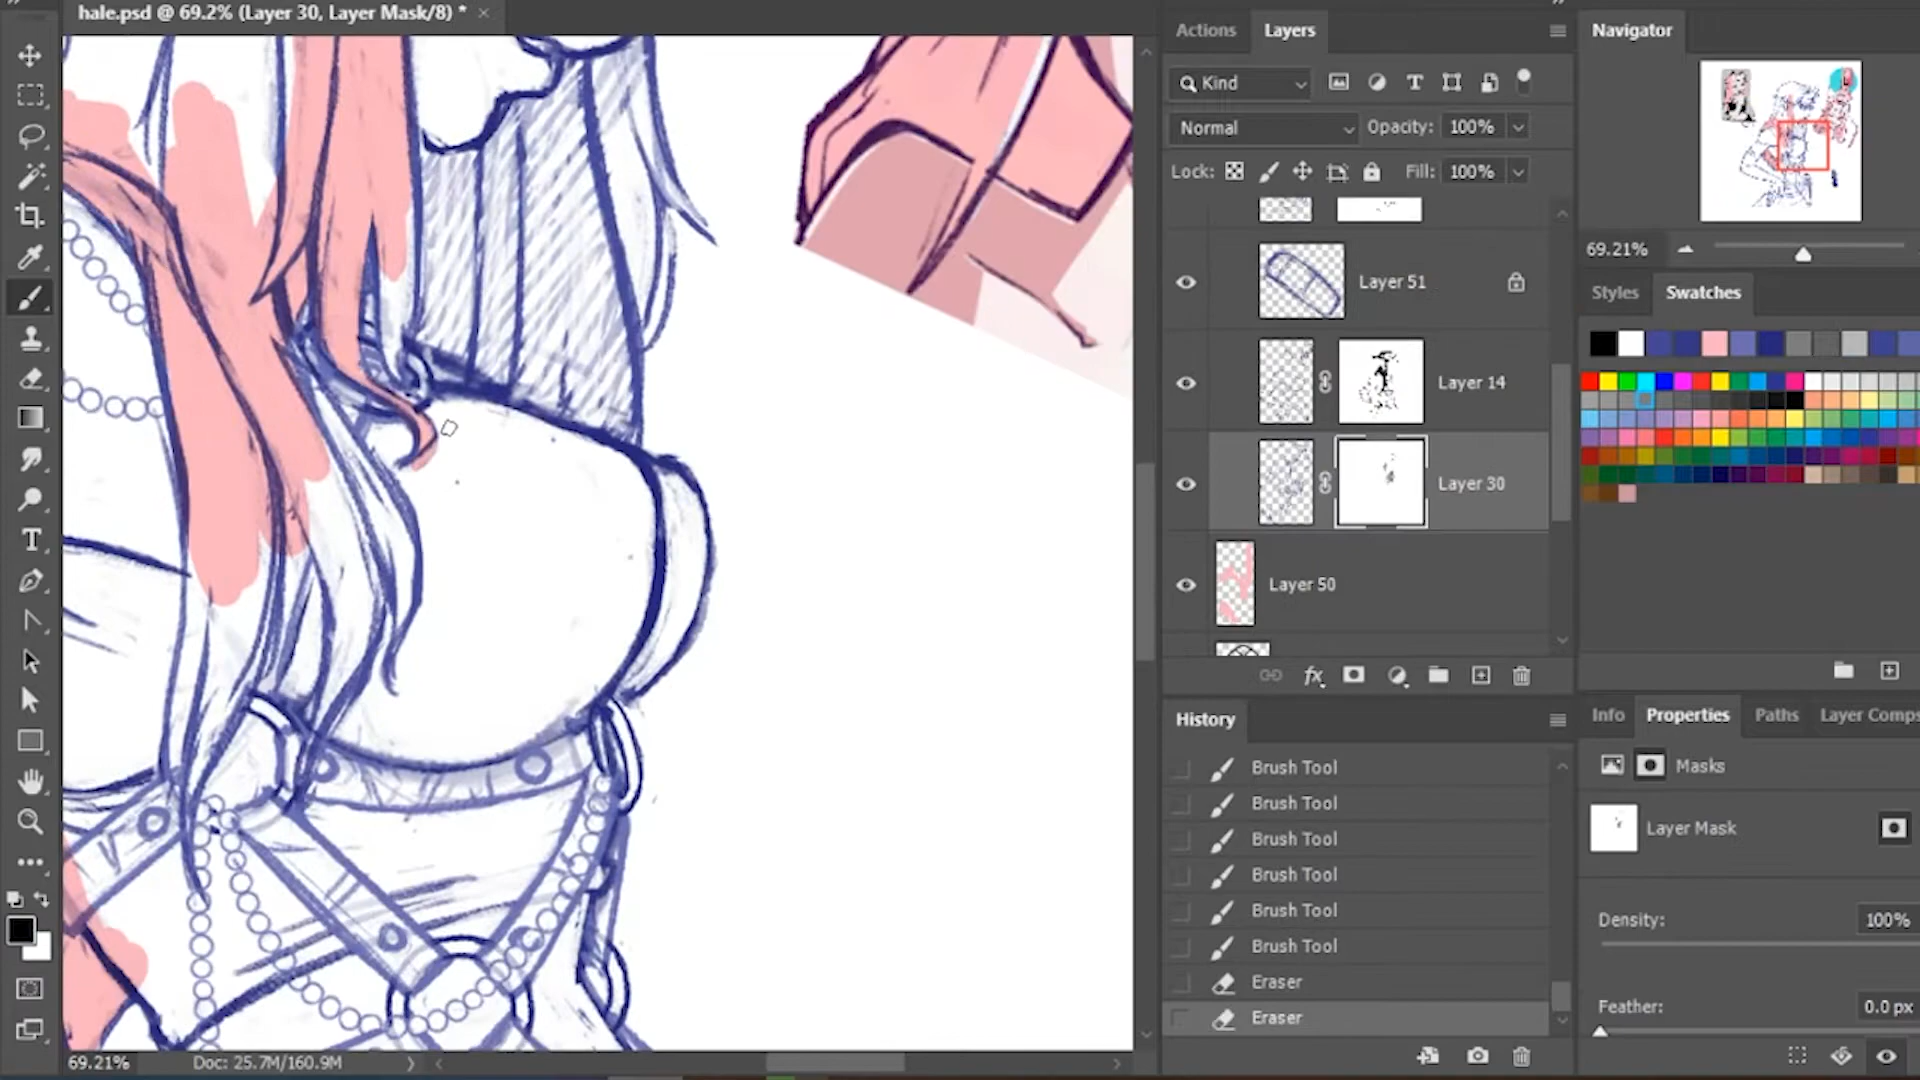 hale.psd @ 69.2% (Layer 30, Layer Mask/8) *
Actions
Layers
Navigator
Kind
Normal
Opacity: 100%
Lock:
Fill: 100%
Layer 51
Layer 14
Layer 30
Layer 50
fx
69.21%
Styles
Swatches
History
Brush Tool
Brush Tool
Brush Tool
Brush Tool
Brush Tool
Brush Tool
Eraser
Eraser
Info
Properties
Paths
Layer Comps
Masks
Layer Mask
Density: 100%
Feather: 0.0 px
69.21%
Doc: 25.7M/160.9M